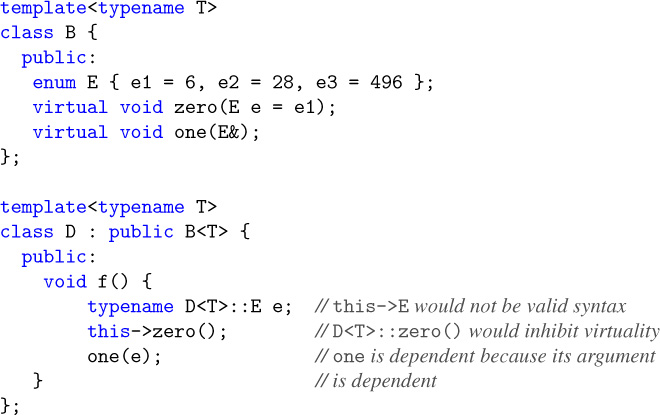 template<typename T>
class B {
  public:
   enum E { e1 = 6, e2 = 28, e3 = 496 };
   virtual void zero(E e = e1);
   virtual void one(E&);
};

template<typename T>
class D : public B<T> {
  public:
    void f() {
        typename D<T>::E e;  // this->E would not be valid syntax
        this->zero();        // D<T>::zero() would inhibit virtuality
        one(e);              // one is dependent because its argument
   }                         // is dependent
};